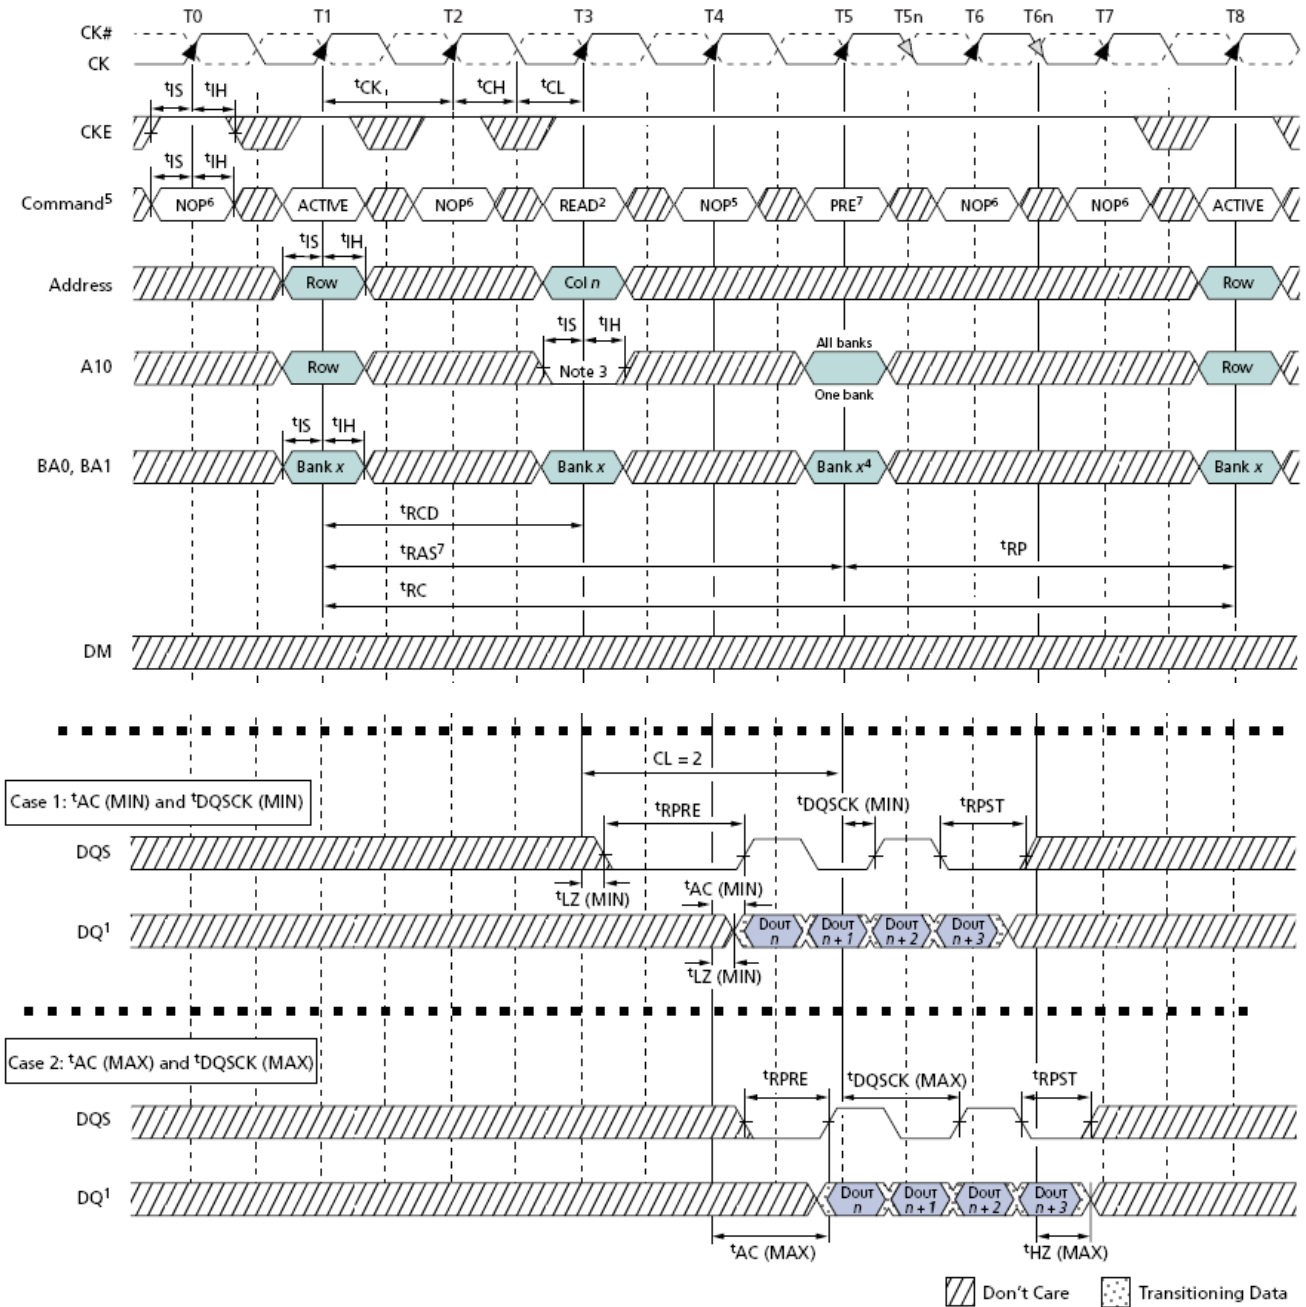 T0 T1 T2 T3 T4 T5 T5n T6 T6n T7 T8
CK#
CK
tIS tIH tCK tCH tCL
CKE
tIS tIH
Command5 NOP6 ACTIVE NOP6 READ2 NOP5 PRE7 NOP6 NOP6 ACTIVE
tIS tIH
Address Row Col n Row
tIS tIH All banks
A10 Row Note 3 Row
One bank
tIS tIH
BA0, BA1 Bank x Bank x Bank x4 Bank x
tRCD
tRAS7 tRP
tRC
DM
CL = 2
Case 1: tAC (MIN) and tDQSCK (MIN)
tRPRE tDQSCK (MIN) tRPST
DQS
tLZ (MIN) tAC (MIN)
DQ1 DOUT n DOUT n + 1 DOUT n + 2 DOUT n + 3
tLZ (MIN)
Case 2: tAC (MAX) and tDQSCK (MAX)
tRPRE tDQSCK (MAX) tRPST
DQS
DQ1 DOUT n DOUT n + 1 DOUT n + 2 DOUT n + 3
tAC (MAX) tHZ (MAX)
Don't Care Transitioning Data